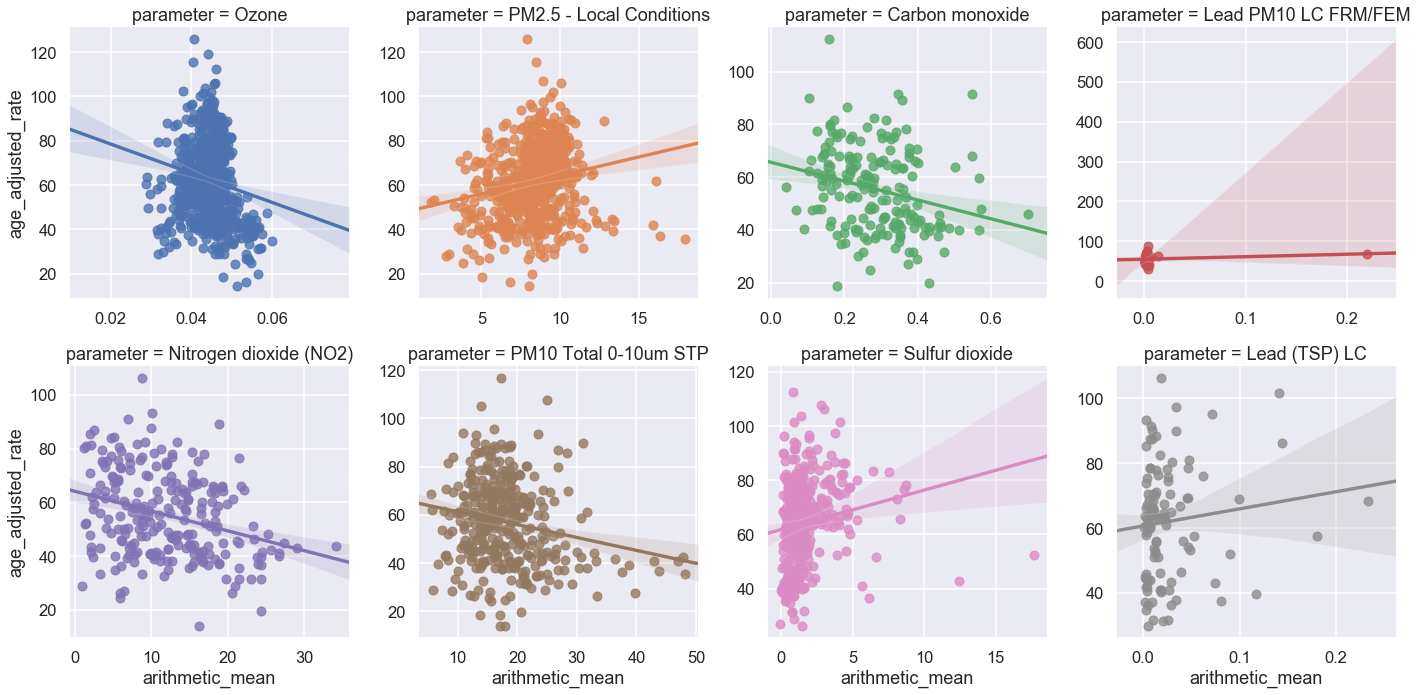 parameter = Ozone
parameter = PM2.5 - Local Conditions
parameter = Carbon monoxide
parameter = Lead PM10 LC FRM/FEM
age_adjusted_rate
120
100
80
60
40
20
0.02 0.04 0.06
120
100
80
60
40
20
5 10 15
100
80
60
40
20
0.0 0.2 0.4 0.6
600
500
400
300
200
100
0
0.0 0.1 0.2
parameter = Nitrogen dioxide (NO2)
parameter = PM10 Total 0-10um STP
parameter = Sulfur dioxide
parameter = Lead (TSP) LC
age_adjusted_rate
100
80
60
40
20
0 10 20 30
arithmetic_mean
120
100
80
60
40
20
10 20 30 40 50
arithmetic_mean
120
100
80
60
40
0 5 10 15
arithmetic_mean
100
80
60
40
0.0 0.1 0.2
arithmetic_mean